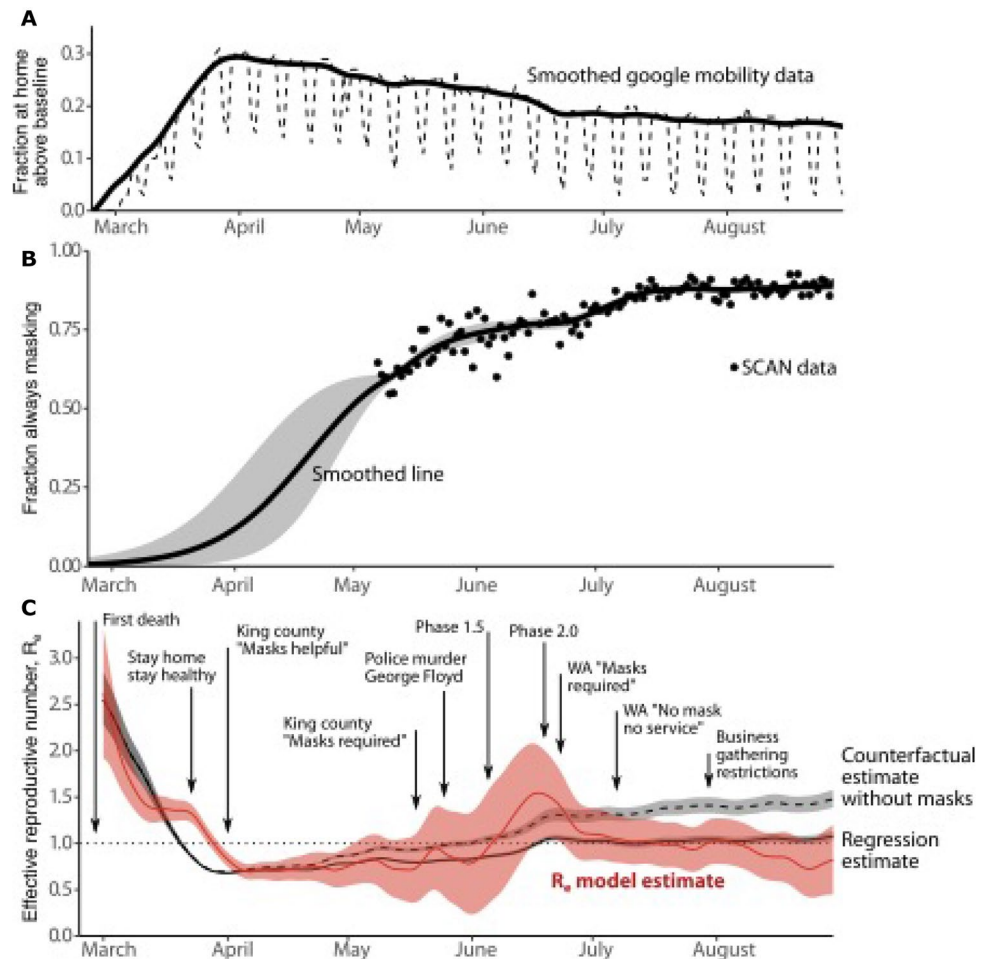 A
Fraction at home
above baseline
0.3
0.2
0.1
0.0
Smoothed google mobility data
March April May June July August
B
Fraction always masking
1.00
0.75
0.50
0.25
0.00
SCAN data
Smoothed line
March April May June July August
C
Effective reproductive number, Re
3.0
2.5
2.0
1.5
1.0
0.5
0.0
First death
Stay home
stay healthy
King county
"Masks helpful"
King county
"Masks required"
Police murder
George Floyd
Phase 1.5
Phase 2.0
WA "Masks
required"
WA "No mask
no service"
Business
gathering
restrictions
Counterfactual
estimate
without masks
Regression
estimate
Re model estimate
March April May June July August